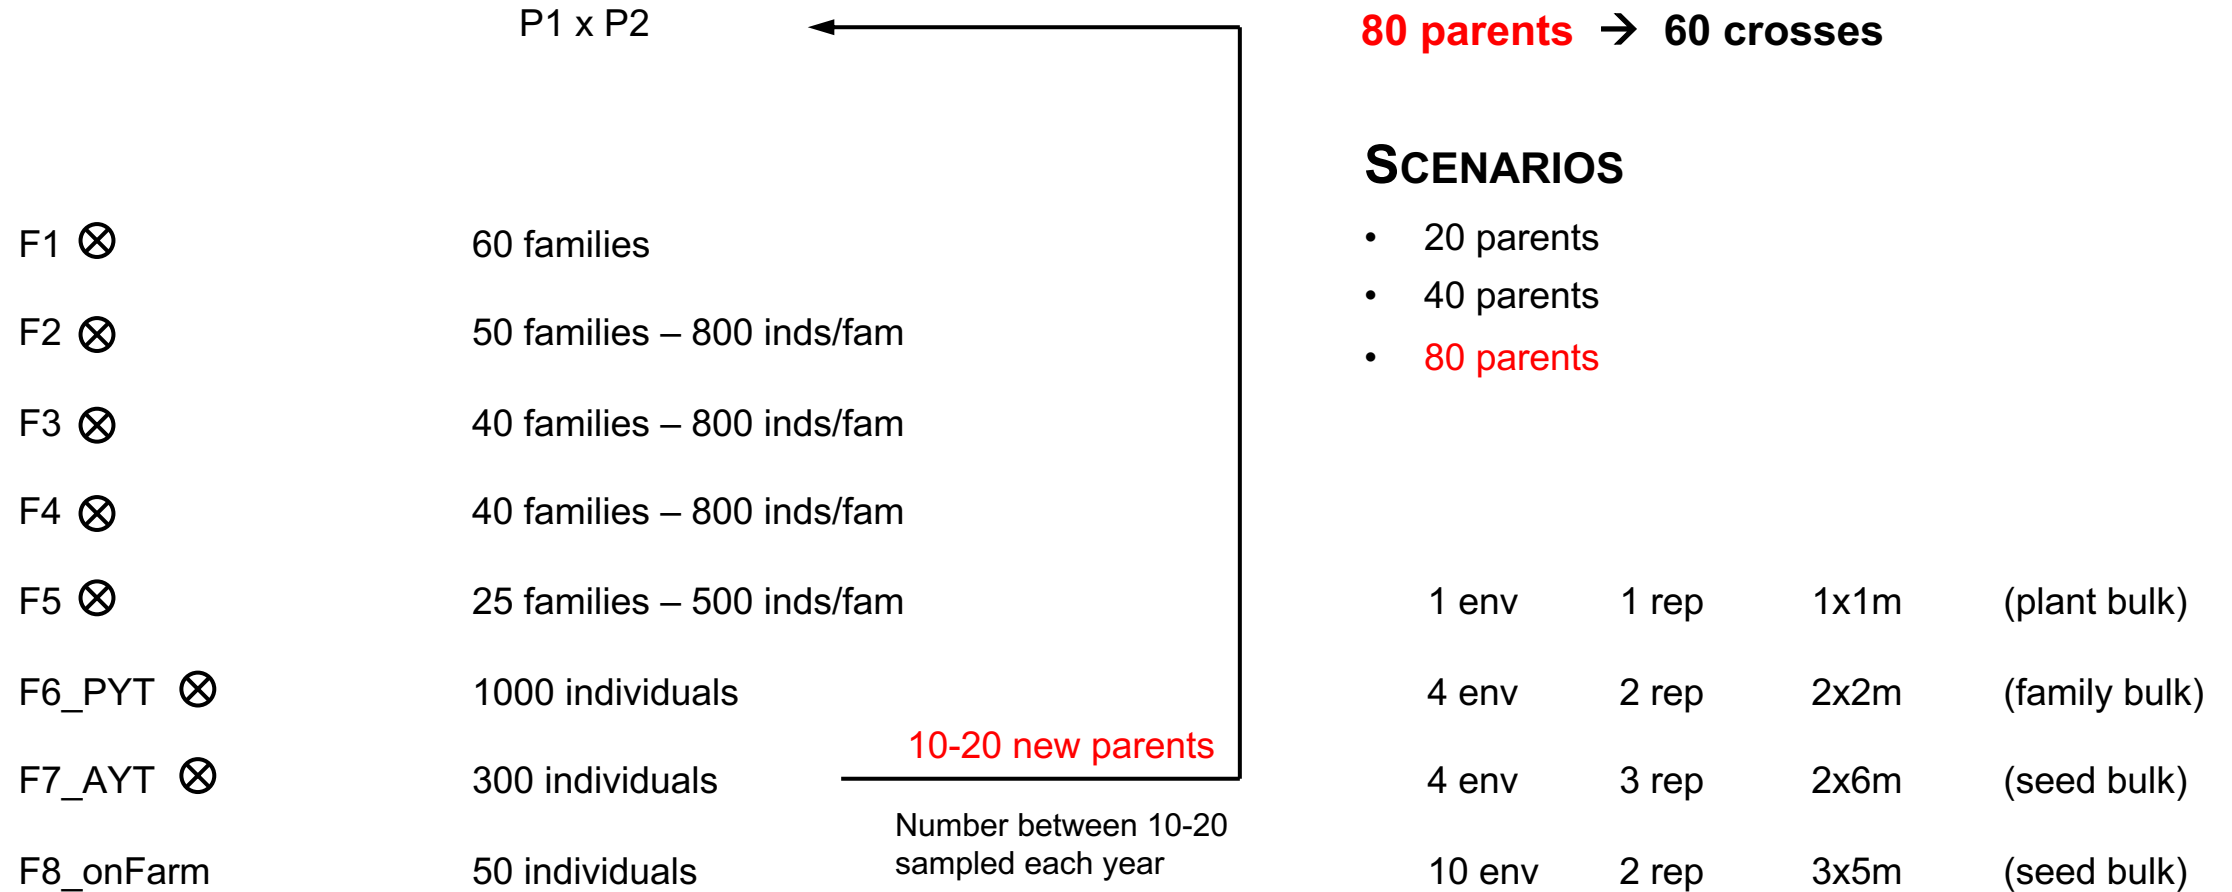 P1 x P2
80 parents → 60 crosses
SCENARIOS
• 20 parents
• 40 parents
• 80 parents
F1 ⊗ 60 families
F2 ⊗ 50 families – 800 inds/fam
F3 ⊗ 40 families – 800 inds/fam
F4 ⊗ 40 families – 800 inds/fam
F5 ⊗ 25 families – 500 inds/fam 1 env 1 rep 1x1m (plant bulk)
F6_PYT ⊗ 1000 individuals 4 env 2 rep 2x2m (family bulk)
10-20 new parents
F7_AYT ⊗ 300 individuals 4 env 3 rep 2x6m (seed bulk)
Number between 10-20
sampled each year
F8_onFarm 50 individuals 10 env 2 rep 3x5m (seed bulk)